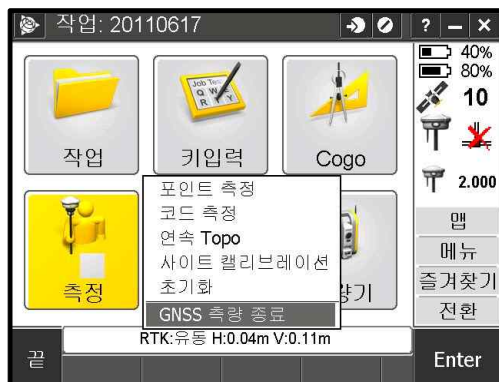 작업: 20110617
? – ×
40%
80%
10
2.000
작업
키입력
Cogo
측정
포인트 측정
코드 측정
연속 Topo
사이트 캘리브레이션
초기화
GNSS 측량 종료
맵
메뉴
즐겨찾기
전환
RTK:유동 H:0.04m V:0.11m
끝
Enter